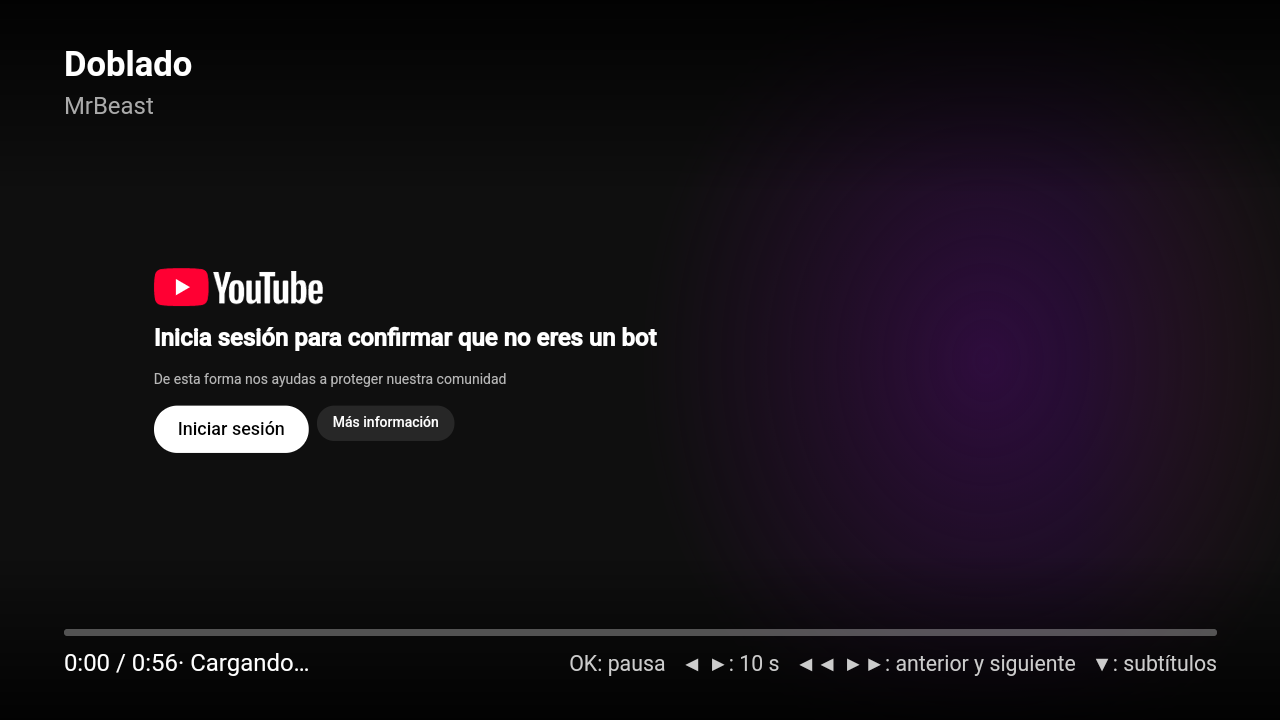 Doblado
MrBeast
YouTube
Inicia sesión para confirmar que no eres un bot
De esta forma nos ayudas a proteger nuestra comunidad
Iniciar sesión Más información
0:00 / 0:56· Cargando... OK: pausa ◄ ►: 10 s ◄◄ ►►: anterior y siguiente ▼: subtítulos